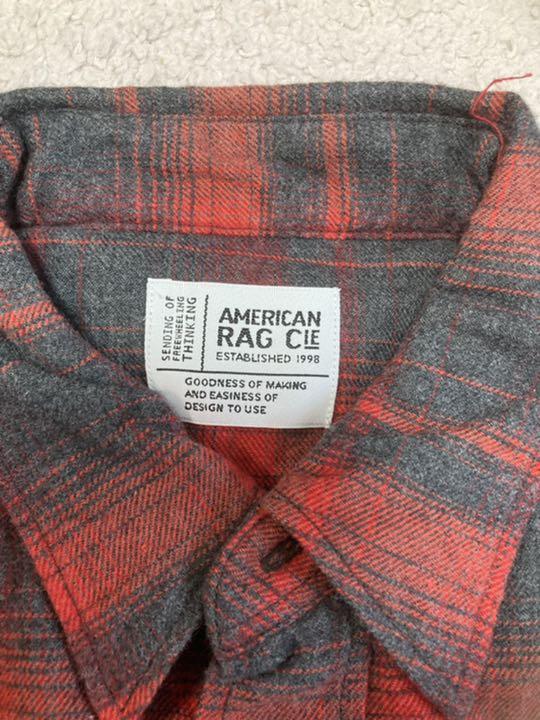 SENDING OF
FREEWHEELING
THINKING
AMERICAN
RAG CIE
ESTABLISHED 1998
GOODNESS OF MAKING
AND EASINESS OF
DESIGN TO USE